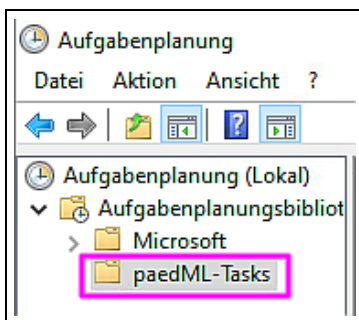 Aufgabenplanung
Datei Aktion Ansicht ?
Aufgabenplanung (Lokal)
Aufgabenplanungsbibliot
Microsoft
paedML-Tasks